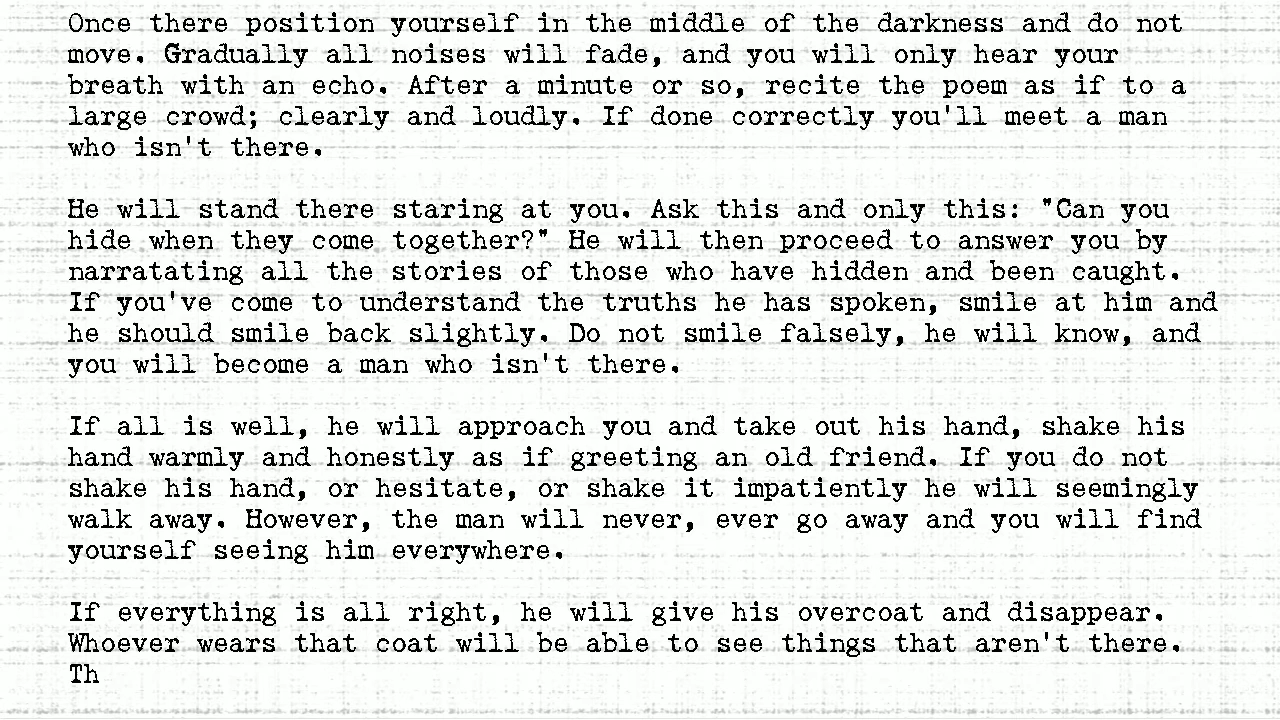 Once there position yourself in the middle of the darkness and do not
move. Gradually all noises will fade, and you will only hear your
breath with an echo. After a minute or so, recite the poem as if to a
large crowd; clearly and loudly. If done correctly you'll meet a man
who isn't there.
He will stand there staring at you. Ask this and only this: "Can you
hide when they come together?" He will then proceed to answer you by
narratating all the stories of those who have hidden and been caught.
If you've come to understand the truths he has spoken, smile at him and
he should smile back slightly. Do not smile falsely, he will know, and
you will become a man who isn't there.
If all is well, he will approach you and take out his hand, shake his
hand warmly and honestly as if greeting an old friend. If you do not
shake his hand, or hesitate, or shake it impatiently he will seemingly
walk away. However, the man will never, ever go away and you will find
yourself seeing him everywhere.
If everything is all right, he will give his overcoat and disappear.
Whoever wears that coat will be able to see things that aren't there.
Th